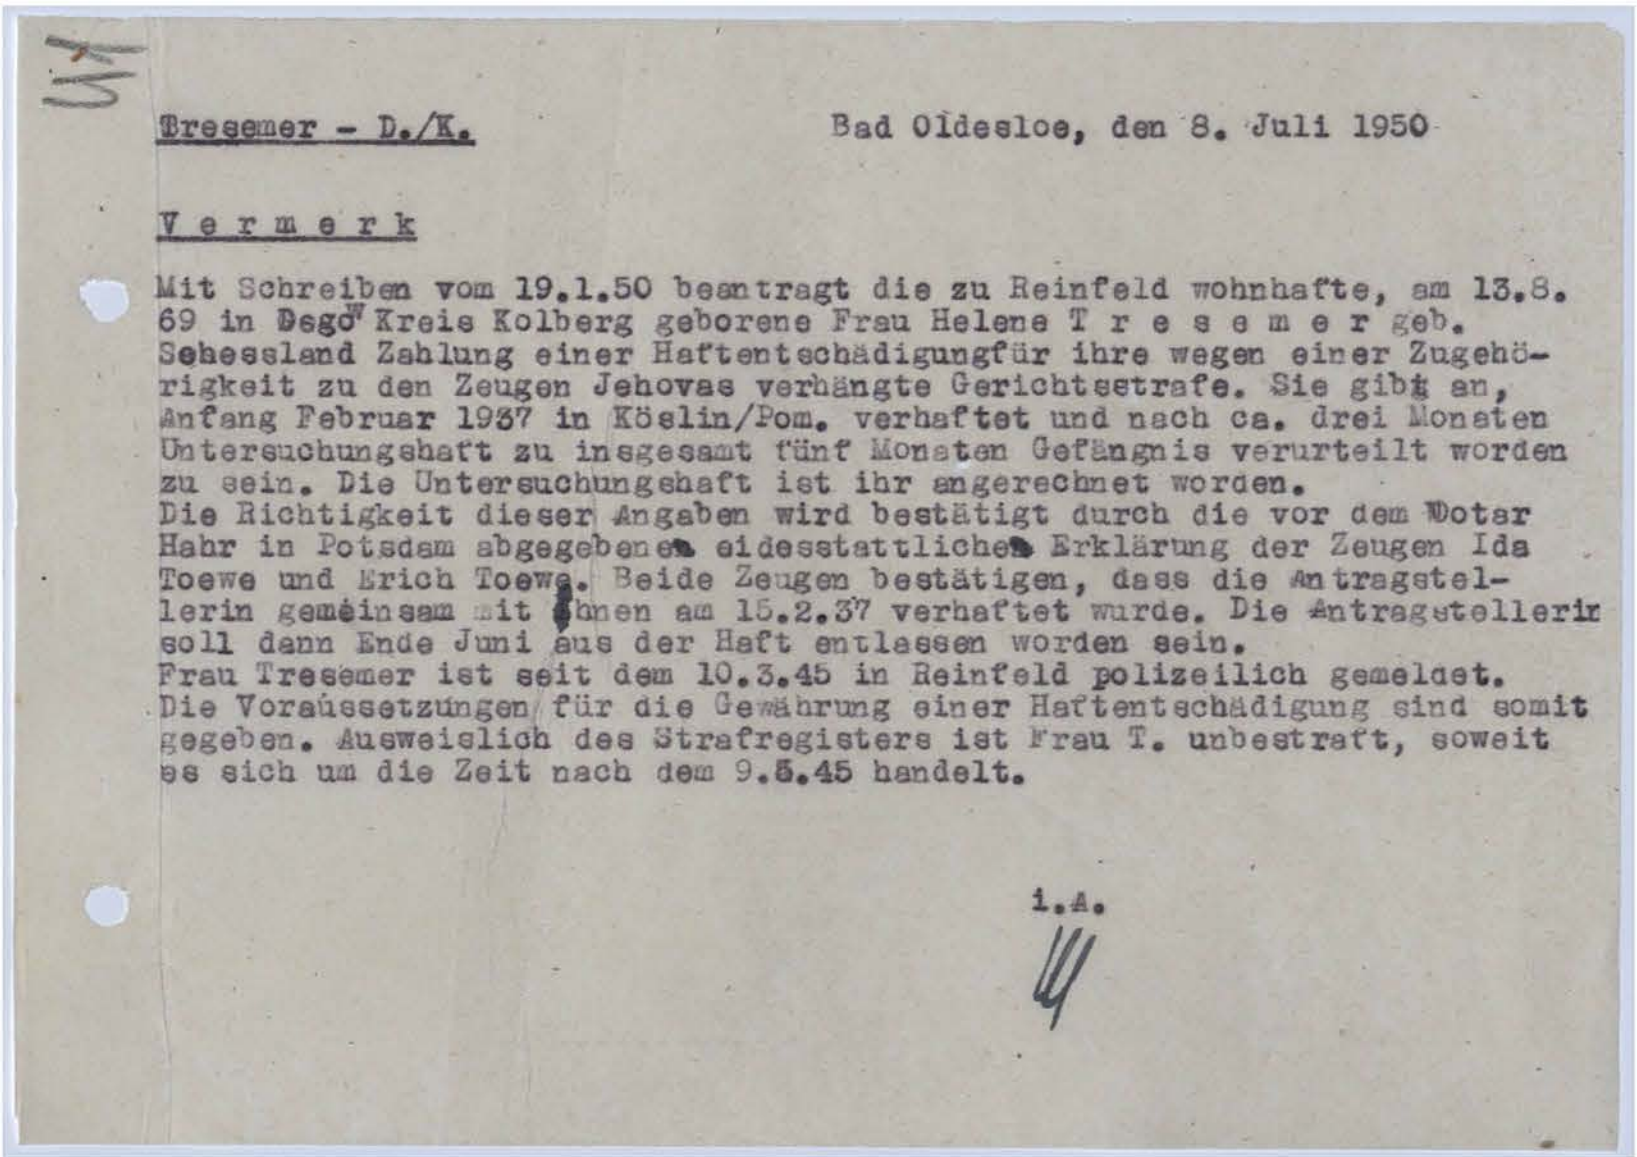 Tresemer - D./K.
Bad Oldesloe, den 8. Juli 1950
V e r m e r k
Mit Schreiben vom 19.1.50 beantragt die zu Reinfeld wohnhafte, am 13.8.
69 in Degow Kreis Kolberg geborene Frau Helene T r e s e m e r geb.
Sehessland Zahlung einer Haftentschädigungfür ihre wegen einer Zugehö-
rigkeit zu den Zeugen Jehovas verhängte Gerichtsstrafe. Sie gibt an,
Anfang Februar 1937 in Köslin/Pom. verhaftet und nach ca. drei Monaten
Untersuchungshaft zu insgesamt fünf Monaten Gefängnis verurteilt worden
zu sein. Die Untersuchungshaft ist ihr angerechnet worden.
Die Richtigkeit dieser Angaben wird bestätigt durch die vor dem Notar
Hahr in Potsdam abgegebene eidesstattliche Erklärung der Zeugen Ida
Toewe und Erich Toewe. Beide Zeugen bestätigen, dass die Antragstel-
lerin gemeinsam mit ihnen am 15.2.37 verhaftet wurde. Die Antragstellerin
soll dann Ende Juni aus der Haft entlassen worden sein.
Frau Tresemer ist seit dem 10.3.45 in Reinfeld polizeilich gemeldet.
Die Voraussetzungen für die Gewährung einer Haftentschädigung sind somit
gegeben. Ausweislich des Strafregisters ist Frau T. unbestraft, soweit
es sich um die Zeit nach dem 9.5.45 handelt.
i.A.